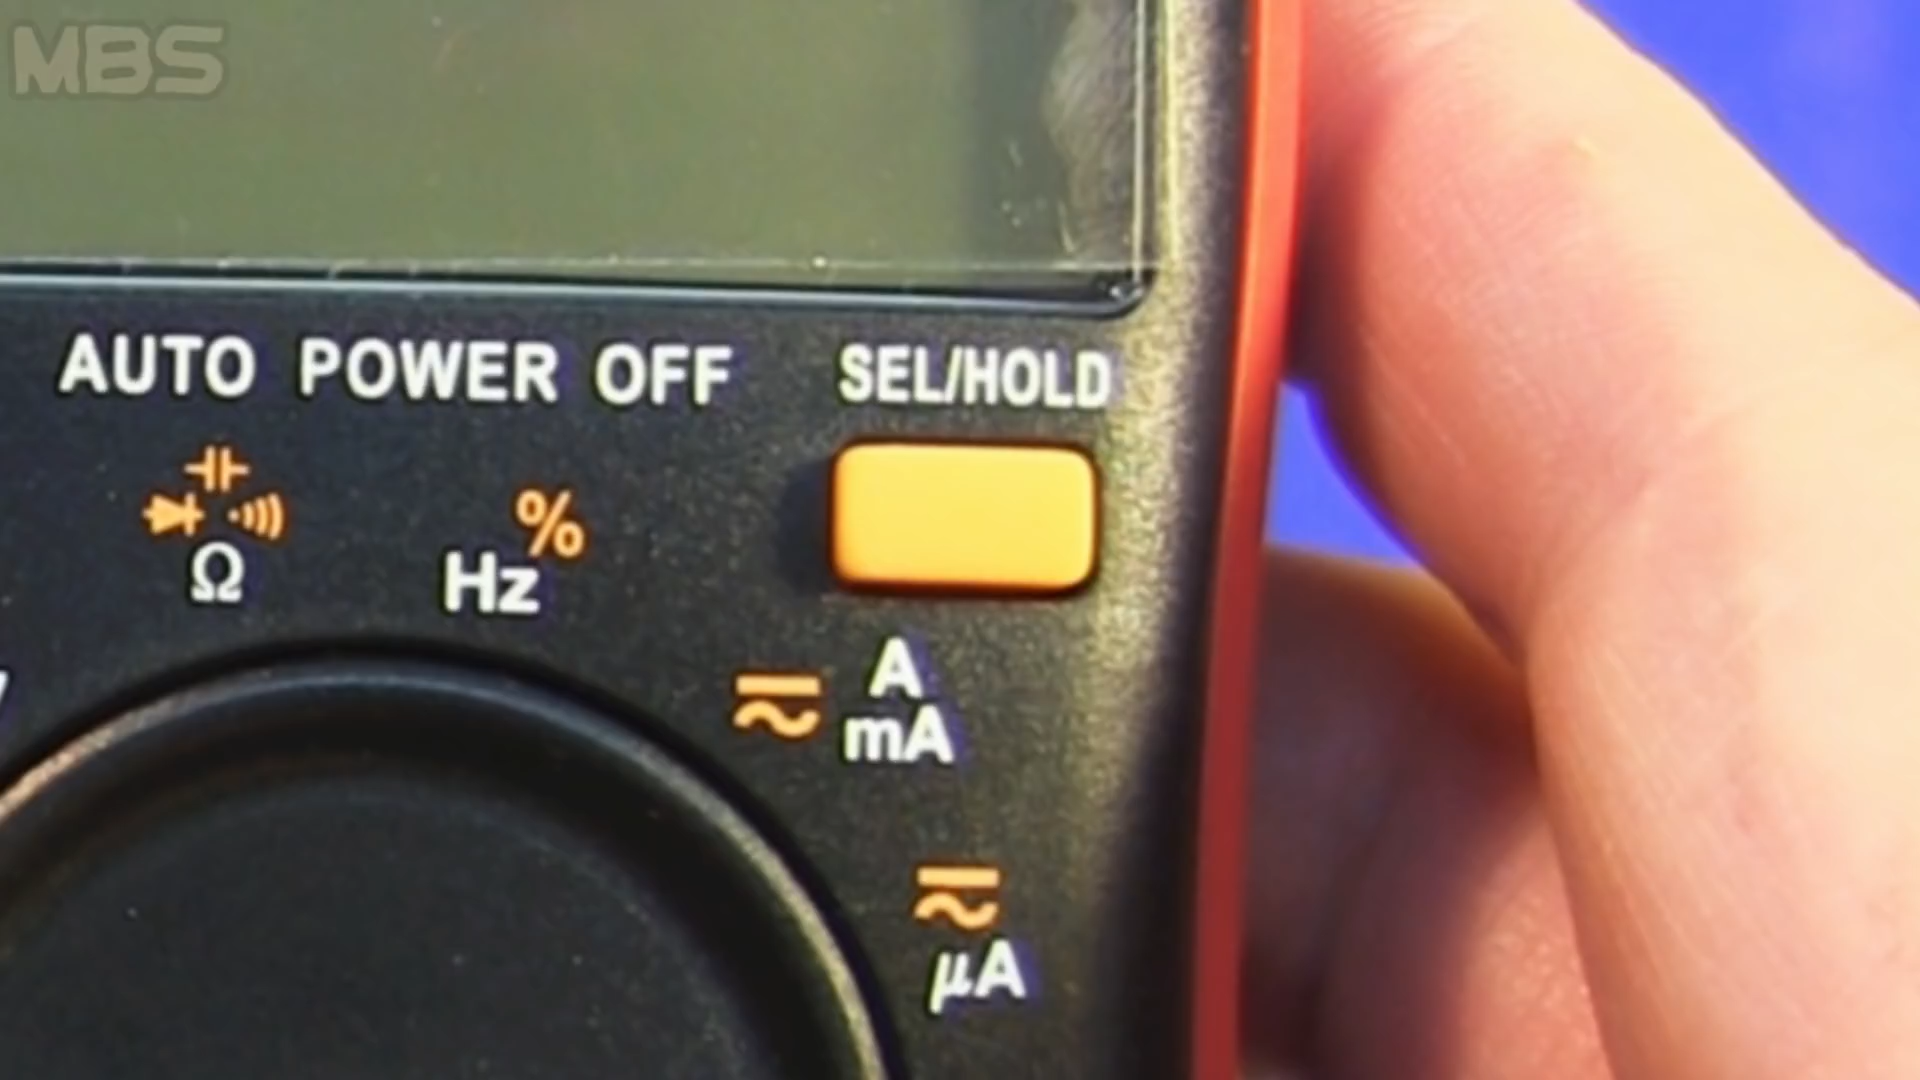 MBS
AUTO POWER OFF
SEL/HOLD
%
Ω
Hz
A
mA
μA